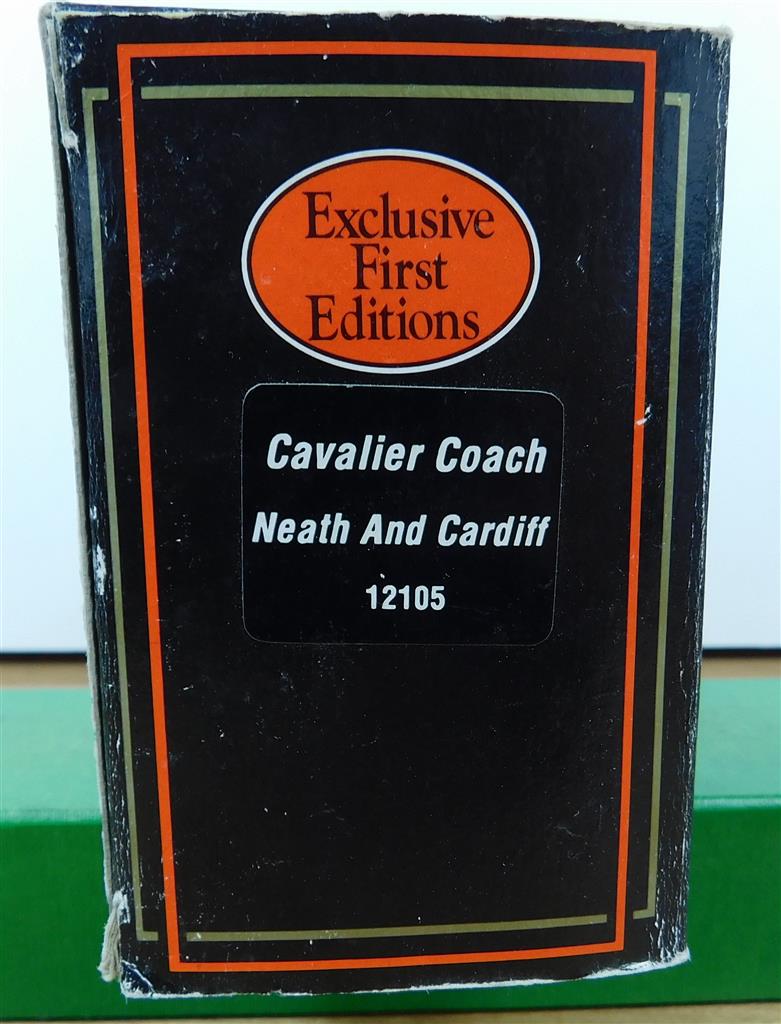 Exclusive
First
Editions
Cavalier Coach
Neath And Cardiff
12105